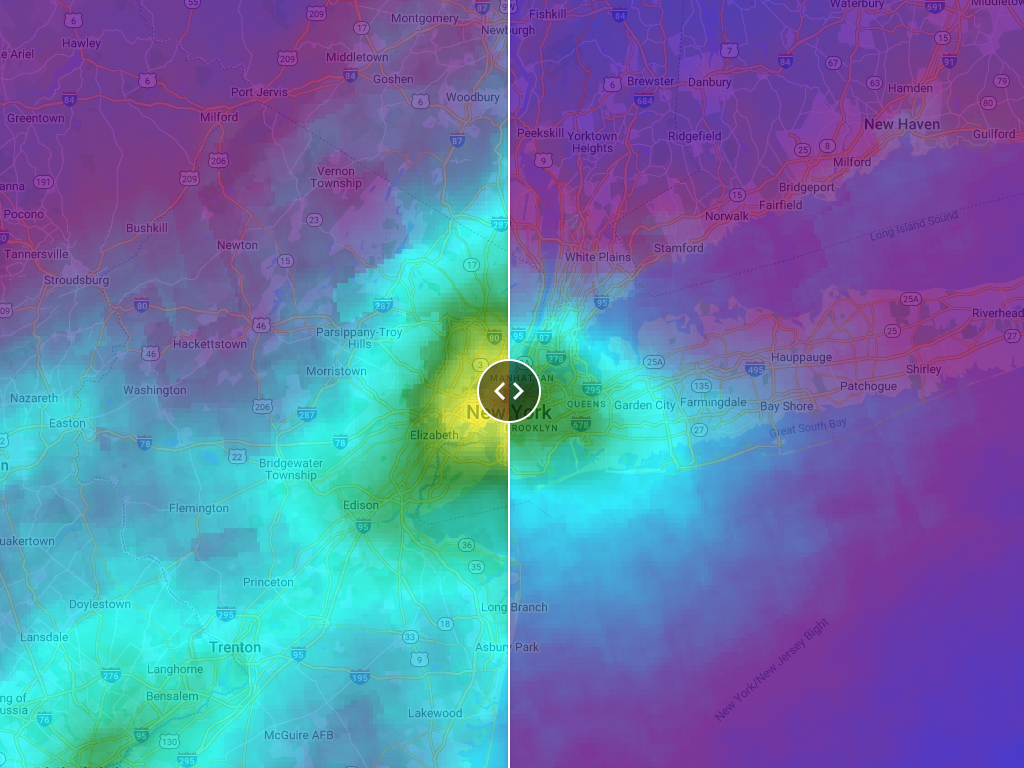 55
Fishkill
84
Waterbury
691
Middletow
6
209
87
Montgomery
17
Newburgh
Hawley
7
15
e Ariel
Middletown
209
84
Goshen
84
67
91
6
Brewster
Danbury
63
79
Port Jervis
6
Hamden
84
Woodbury
684
6
80
Greentown
Milford
New Haven
87
Peekskill
Yorktown
Heights
Ridgefield
Guilford
25
8
206
9
Milford
Vernon
Township
191
209
15
Bridgeport
anna
Fairfield
Pocono
23
Norwalk
Bushkill
287
Long Island Sound
Newton
Stamford
Tannersville
15
17
White Plains
Stroudsburg
80
287
95
25A
09
46
Parsippany-Troy
Hills
80
95
87
Riverhead
25
Hackettstown
27
46
3
278
25A
Hauppauge
Morristown
495
Shirley
MANHATTAN
Washington
295
135
Patchogue
Nazareth
206
287
New York
QUEENS
Garden City
Farmingdale
Bay Shore
Easton
BROOKLYN
678
27
Great South Bay
78
78
Elizabeth
22
Bridgewater
Township
Flemington
Edison
95
uakertown
36
35
Princeton
Doylestown
295
Long Branch
18
Lansdale
33
Trenton
95
9
Asbury Park
Langhorne
276
195
ng of
ussia
Bensalem
76
Lakewood
New York/New Jersey Bight
95
130
McGuire AFB
295